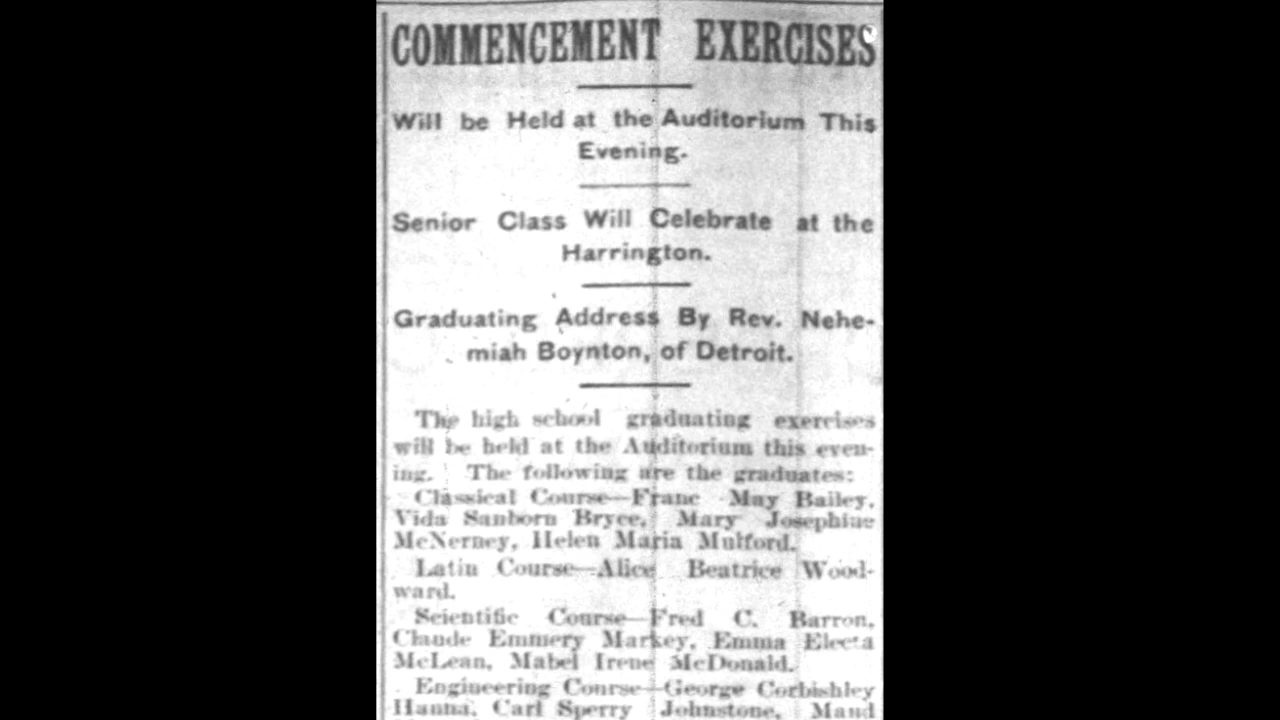 COMMENCEMENT EXERCISES
Will be Held at the Auditorium This
Evening.
Senior Class Will Celebrate at the
Harrington.
Graduating Address By Rev. Nehe-
miah Boynton, of Detroit.
The high school graduating exercises
will be held at the Auditorium this even-
ing. The following are the graduates:
Classical Course—Franc May Bailey,
Vida Sanborn Bryce, Mary Josephine
McNerney, Helen Maria Mulford.
Latin Course—Alice Beatrice Wood-
ward.
Scientific Course—Fred C. Barron,
Claude Emmery Markey, Emma Electa
McLean, Mabel Irene McDonald.
Engineering Course—George Corbishley
Hanna, Carl Sperry Johnstone, Maud